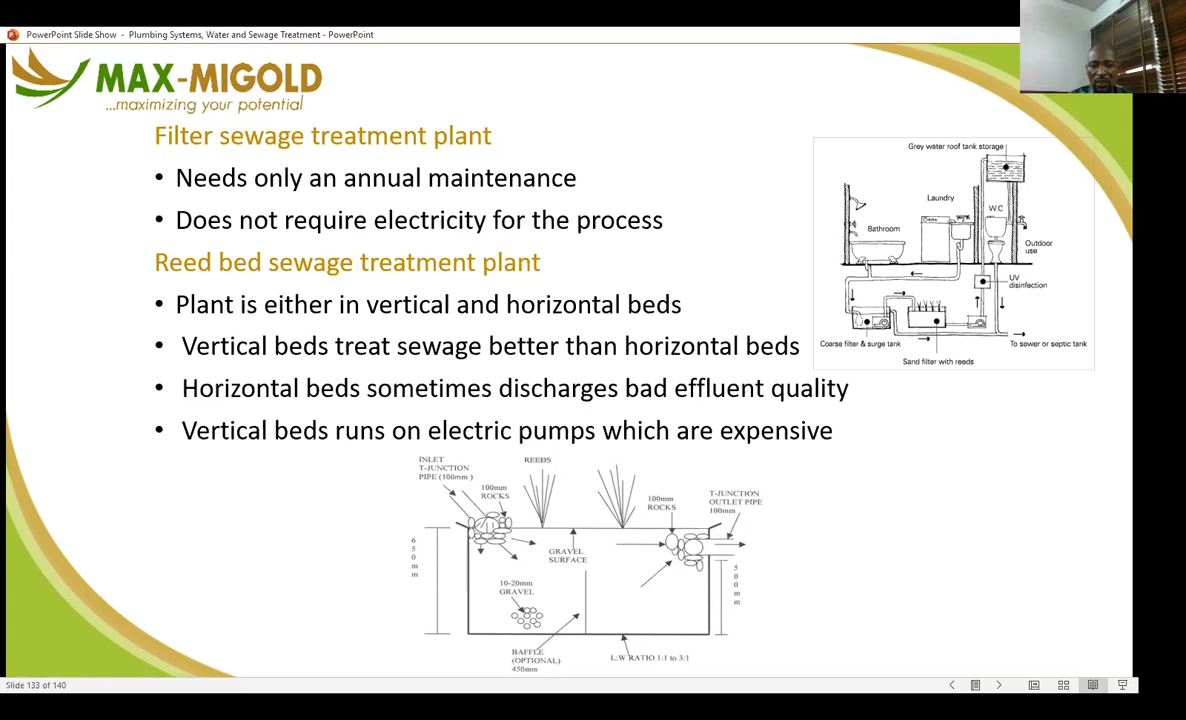 PowerPoint Slide Show - Plumbing Systems, Water and Sewage Treatment - PowerPoint
MAX-MIGOLD
...maximizing your potential
Filter sewage treatment plant
• Needs only an annual maintenance
• Does not require electricity for the process
Reed bed sewage treatment plant
• Plant is either in vertical and horizontal beds
• Vertical beds treat sewage better than horizontal beds
• Horizontal beds sometimes discharges bad effluent quality
• Vertical beds runs on electric pumps which are expensive
Grey water roof tank storage
Laundry
W.C
Bathroom
Outdoor
use
UV
disinfection
Coarse filter & surge tank
To sewer or septic tank
Sand filter with reeds
INLET
T-JUNCTION
PIPE (100mm )
REEDS
100mm
ROCKS
100mm
ROCKS
T-JUNCTION
OUTLET PIPE
100mm
650mm
GRAVEL
SURFACE
500mm
10-20mm
GRAVEL
BAFFLE
(OPTIONAL)
450mm
L:W RATIO 1:1 to 3:1
Slide 133 of 140